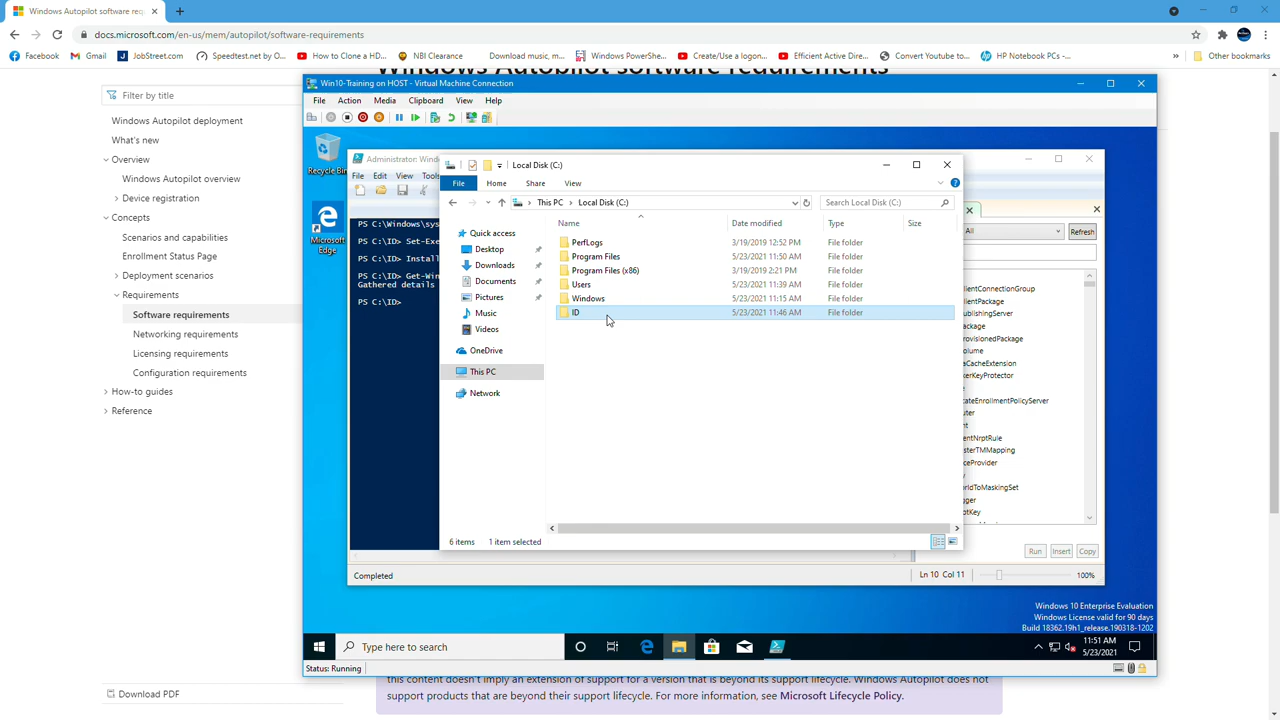 Windows Autopilot software req
docs.microsoft.com/en-us/mem/autopilot/software-requirements
Facebook
Gmail
JobStreet.com
Speedtest.net by O...
How to Clone a HD...
NBI Clearance
Download music, m...
Windows PowerShe...
Create/Use a logon...
Efficient Active Dire...
Convert Youtube to...
HP Notebook PCs -...
»
Other bookmarks
Windows Autopilot software requirements
Filter by title
Windows Autopilot deployment
What's new
Overview
Windows Autopilot overview
Device registration
Concepts
Scenarios and capabilities
Enrollment Status Page
Deployment scenarios
Requirements
Software requirements
Networking requirements
Licensing requirements
Configuration requirements
How-to guides
Reference
Download PDF
Win10-Training on HOST - Virtual Machine Connection
File Action Media Clipboard View Help
Recycle Bin
Microsoft
Edge
Administrator: Windo
File Edit View Tools
PS C:\Windows\sys
PS C:\ID> Set-Exe
PS C:\ID> Install
PS C:\ID> Get-Win
Gathered details
PS C:\ID>
Local Disk (C:)
File Home Share View
This PC > Local Disk (C:)
Search Local Disk (C:)
Quick access
Desktop
Downloads
Documents
Pictures
Music
Videos
OneDrive
This PC
Network
Name Date modified Type Size
PerfLogs 3/19/2019 12:52 PM File folder
Program Files 5/23/2021 11:50 AM File folder
Program Files (x86) 3/19/2019 2:21 PM File folder
Users 5/23/2021 11:39 AM File folder
Windows 5/23/2021 11:15 AM File folder
ID 5/23/2021 11:46 AM File folder
6 items 1 item selected
All
Refresh
lientConnectionGroup
lientPackage
ublishingServer
ackage
rovisionedPackage
olume
aCacheExtension
kerKeyProtector
cateEnrollmentPolicyServer
uter
ct
entNrptRule
sterTMMapping
ceProvider
rldToMaskingSet
gger
otKey
Run Insert Copy
Completed
Ln 10 Col 11
100%
Windows 10 Enterprise Evaluation
Windows License valid for 90 days
Build 18362.19h1_release.190318-1202
Type here to search
11:51 AM
5/23/2021
Status: Running
this content doesn't imply an extension of support for a version that is beyond its support lifecycle. Windows Autopilot does not
support products that are beyond their support lifecycle. For more information, see Microsoft Lifecycle Policy.